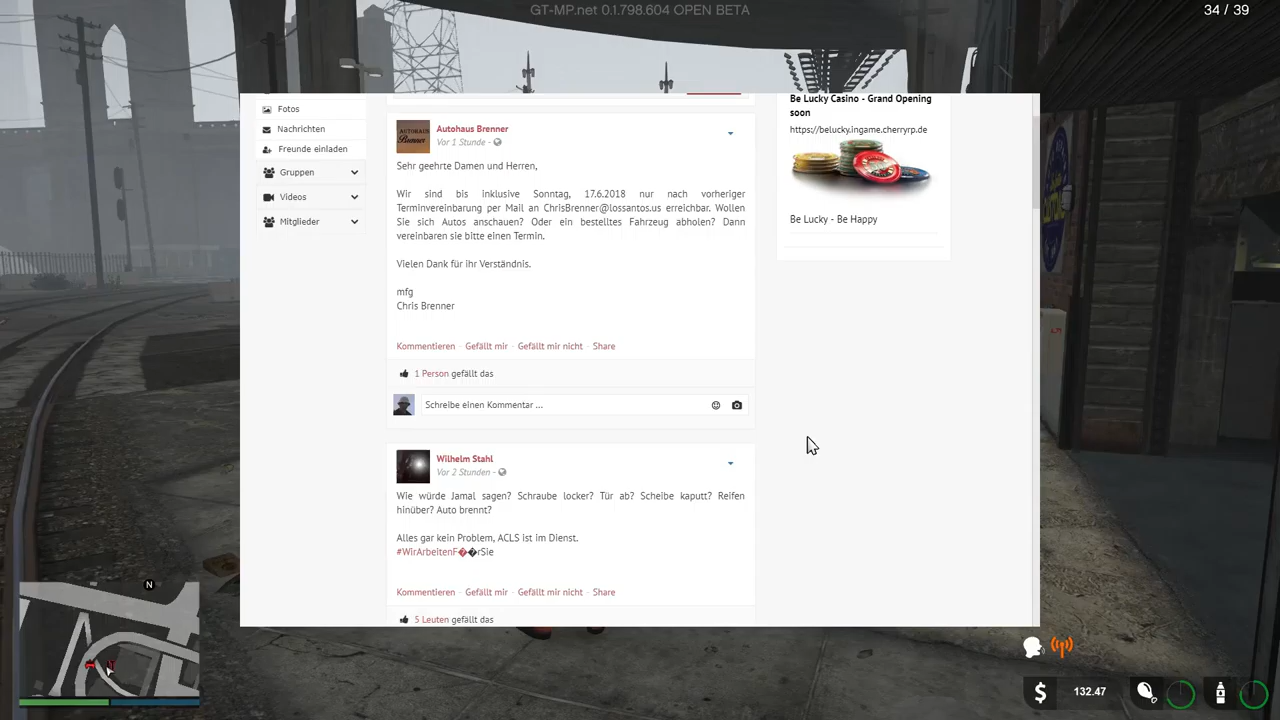 GT-MP.net 0.1.798.604 OPEN BETA
34 / 39
Fotos
Nachrichten
Freunde einladen
Gruppen
Videos
Mitglieder
AUTOHAUS
Brenner
Autohaus Brenner
Vor 1 Stunde -
Sehr geehrte Damen und Herren,
Wir sind bis inklusive Sonntag, 17.6.2018 nur nach vorheriger
Terminvereinbarung per Mail an ChrisBrenner@lossantos.us erreichbar. Wollen
Sie sich Autos anschauen? Oder ein bestelltes Fahrzeug abholen? Dann
vereinbaren sie bitte einen Termin.
Vielen Dank für ihr Verständnis.
mfg
Chris Brenner
Kommentieren · Gefällt mir · Gefällt mir nicht · Share
1 Person gefällt das
Schreibe einen Kommentar ...
Wilhelm Stahl
Vor 2 Stunden -
Wie würde Jamal sagen? Schraube locker? Tür ab? Scheibe kaputt? Reifen
hinüber? Auto brennt?
Alles gar kein Problem, ACLS ist im Dienst.
#WirArbeitenF��rSie
Kommentieren · Gefällt mir · Gefällt mir nicht · Share
5 Leuten gefällt das
Be Lucky Casino - Grand Opening
soon
https://belucky.ingame.cherryrp.de
Be Lucky - Be Happy
N
$ 132.47